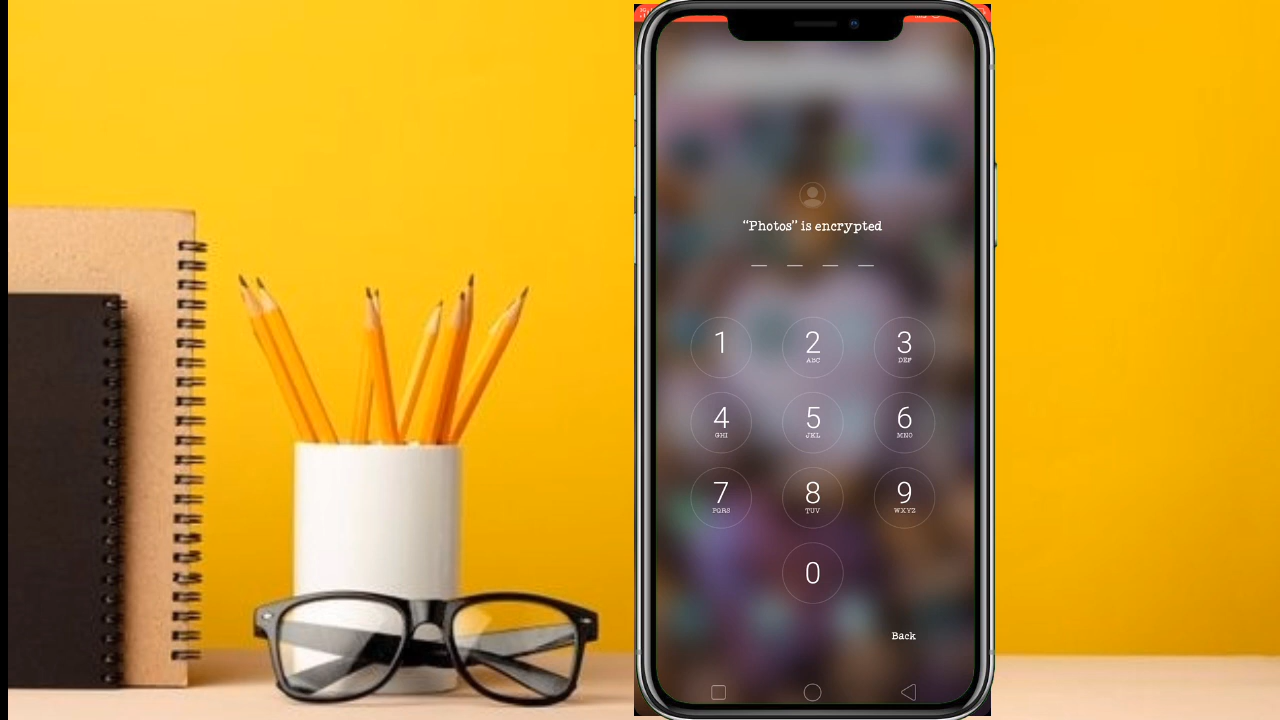 “Photos” is encrypted
1
2
3
ABC
DEF
4
5
6
GHI
JKL
MNO
7
8
9
PQRS
TUV
WXYZ
0
Back